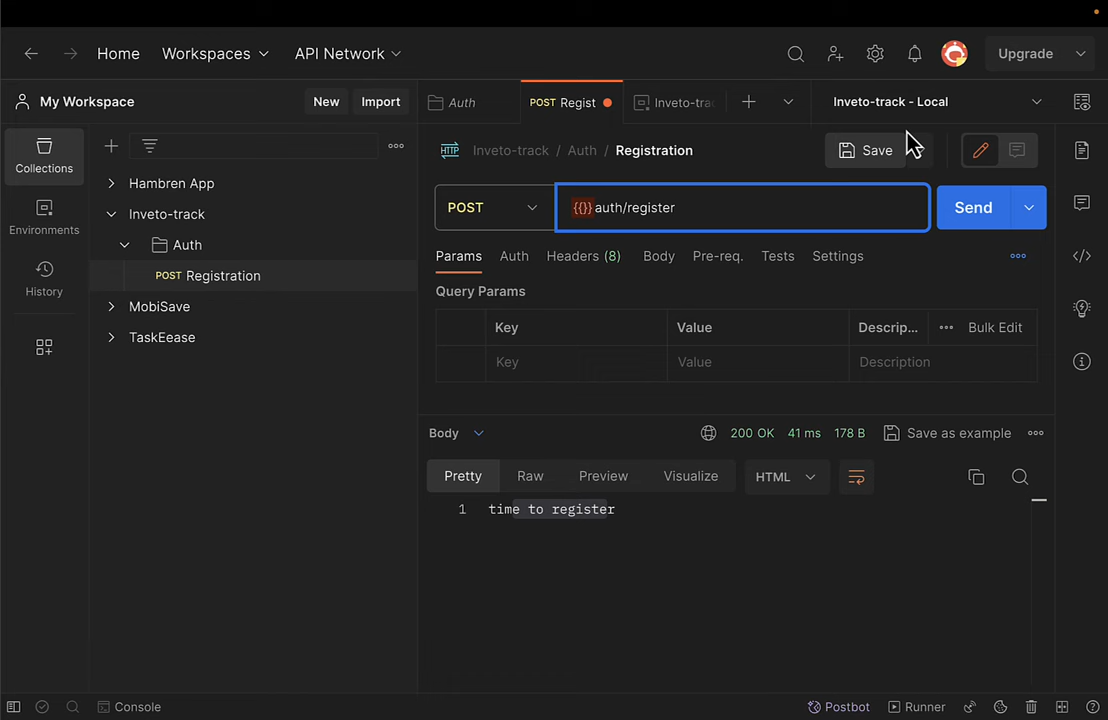 Home Workspaces API Network Upgrade
My Workspace New Import Auth POST Regist Inveto-trac Inveto-track - Local
Collections
Environments
History
Hambren App
Inveto-track
Auth
POST Registration
MobiSave
TaskEease
HTTP Inveto-track / Auth / Registration Save
POST {{}}auth/register Send
Params Auth Headers (8) Body Pre-req. Tests Settings
Query Params
Key Value Descrip... Bulk Edit
Key Value Description
Body 200 OK 41 ms 178 B Save as example
Pretty Raw Preview Visualize HTML
1 time to register
Console Postbot Runner